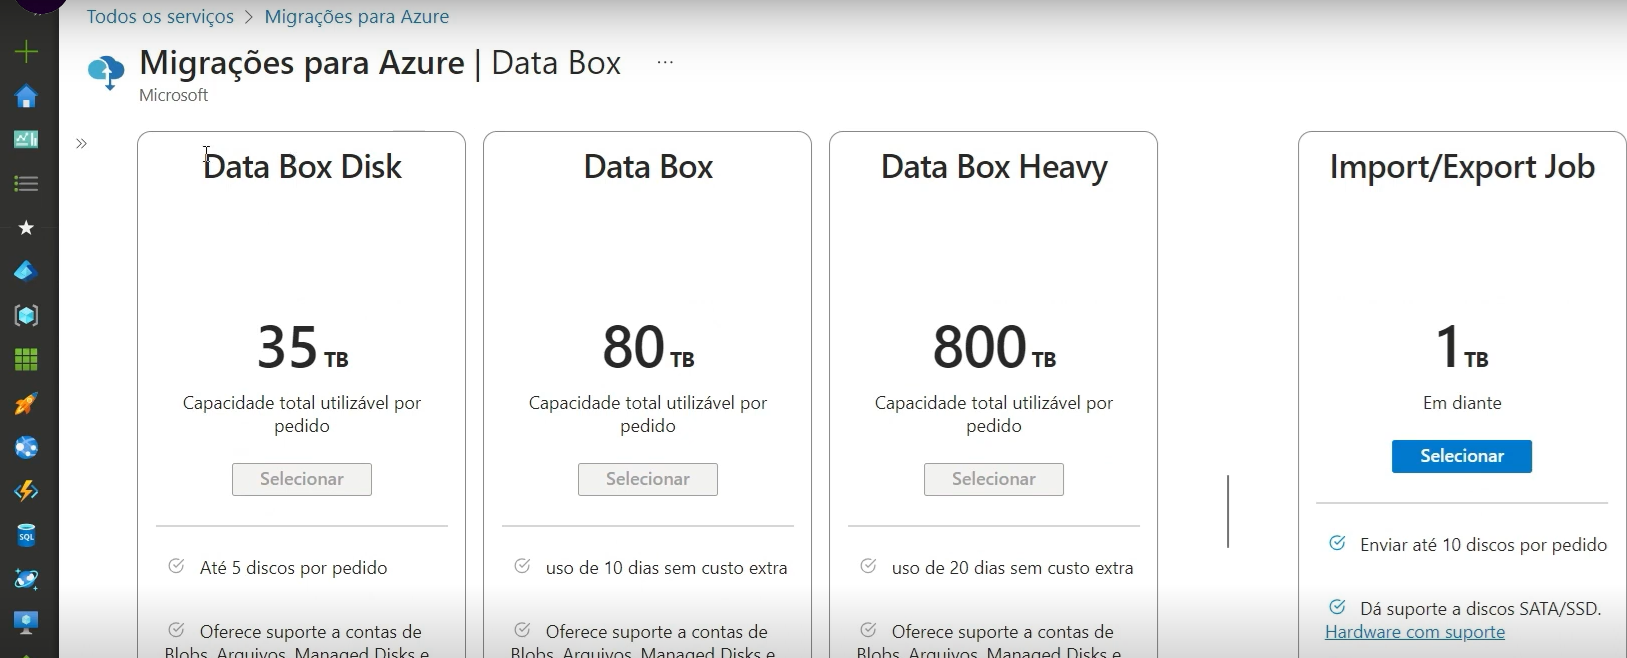 Todos os serviços > Migrações para Azure
Migrações para Azure | Data Box ...
Microsoft
Data Box Disk
35 TB
Capacidade total utilizável por
pedido
Selecionar
Até 5 discos por pedido
Oferece suporte a contas de
Blobs, Arquivos, Managed Disks e
Data Box
80 TB
Capacidade total utilizável por
pedido
Selecionar
uso de 10 dias sem custo extra
Oferece suporte a contas de
Blobs, Arquivos, Managed Disks e
Data Box Heavy
800 TB
Capacidade total utilizável por
pedido
Selecionar
uso de 20 dias sem custo extra
Oferece suporte a contas de
Blobs, Arquivos, Managed Disks e
Import/Export Job
1 TB
Em diante
Selecionar
Enviar até 10 discos por pedido
Dá suporte a discos SATA/SSD.
Hardware com suporte
SQL